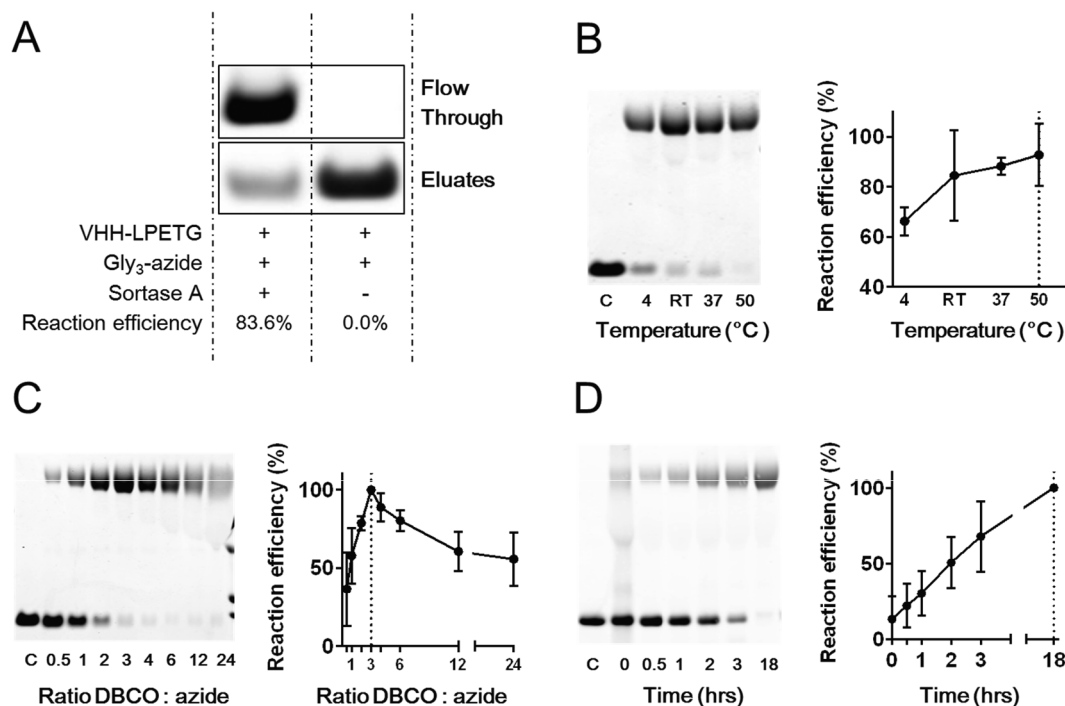 A
Flow
Through
Eluates
VHH-LPETG + +
Gly₃-azide + +
Sortase A + -
Reaction efficiency 83.6% 0.0%
B
C 4 RT 37 50
Temperature (°C )
Reaction efficiency (%)
100
80
60
40
4 RT 37 50
Temperature (°C )
C
C 0.5 1 2 3 4 6 12 24
Ratio DBCO : azide
Reaction efficiency (%)
100
50
0
1 3 6 12 24
Ratio DBCO : azide
D
C 0 0.5 1 2 3 18
Time (hrs)
Reaction efficiency (%)
100
50
0
0 1 2 3 18
Time (hrs)